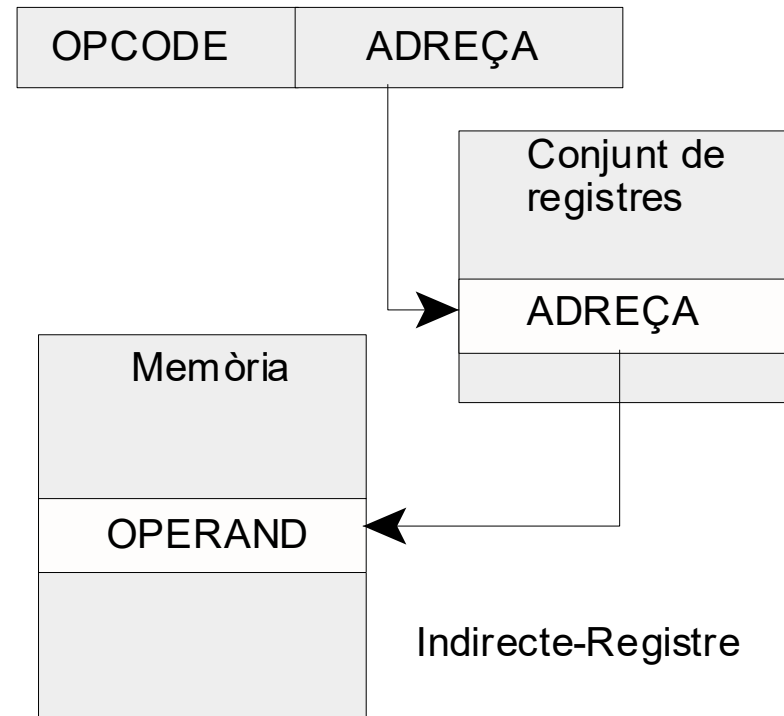 OPCODE
ADREÇA
Conjunt de
registres
ADREÇA
Memòria
OPERAND
Indirecte-Registre